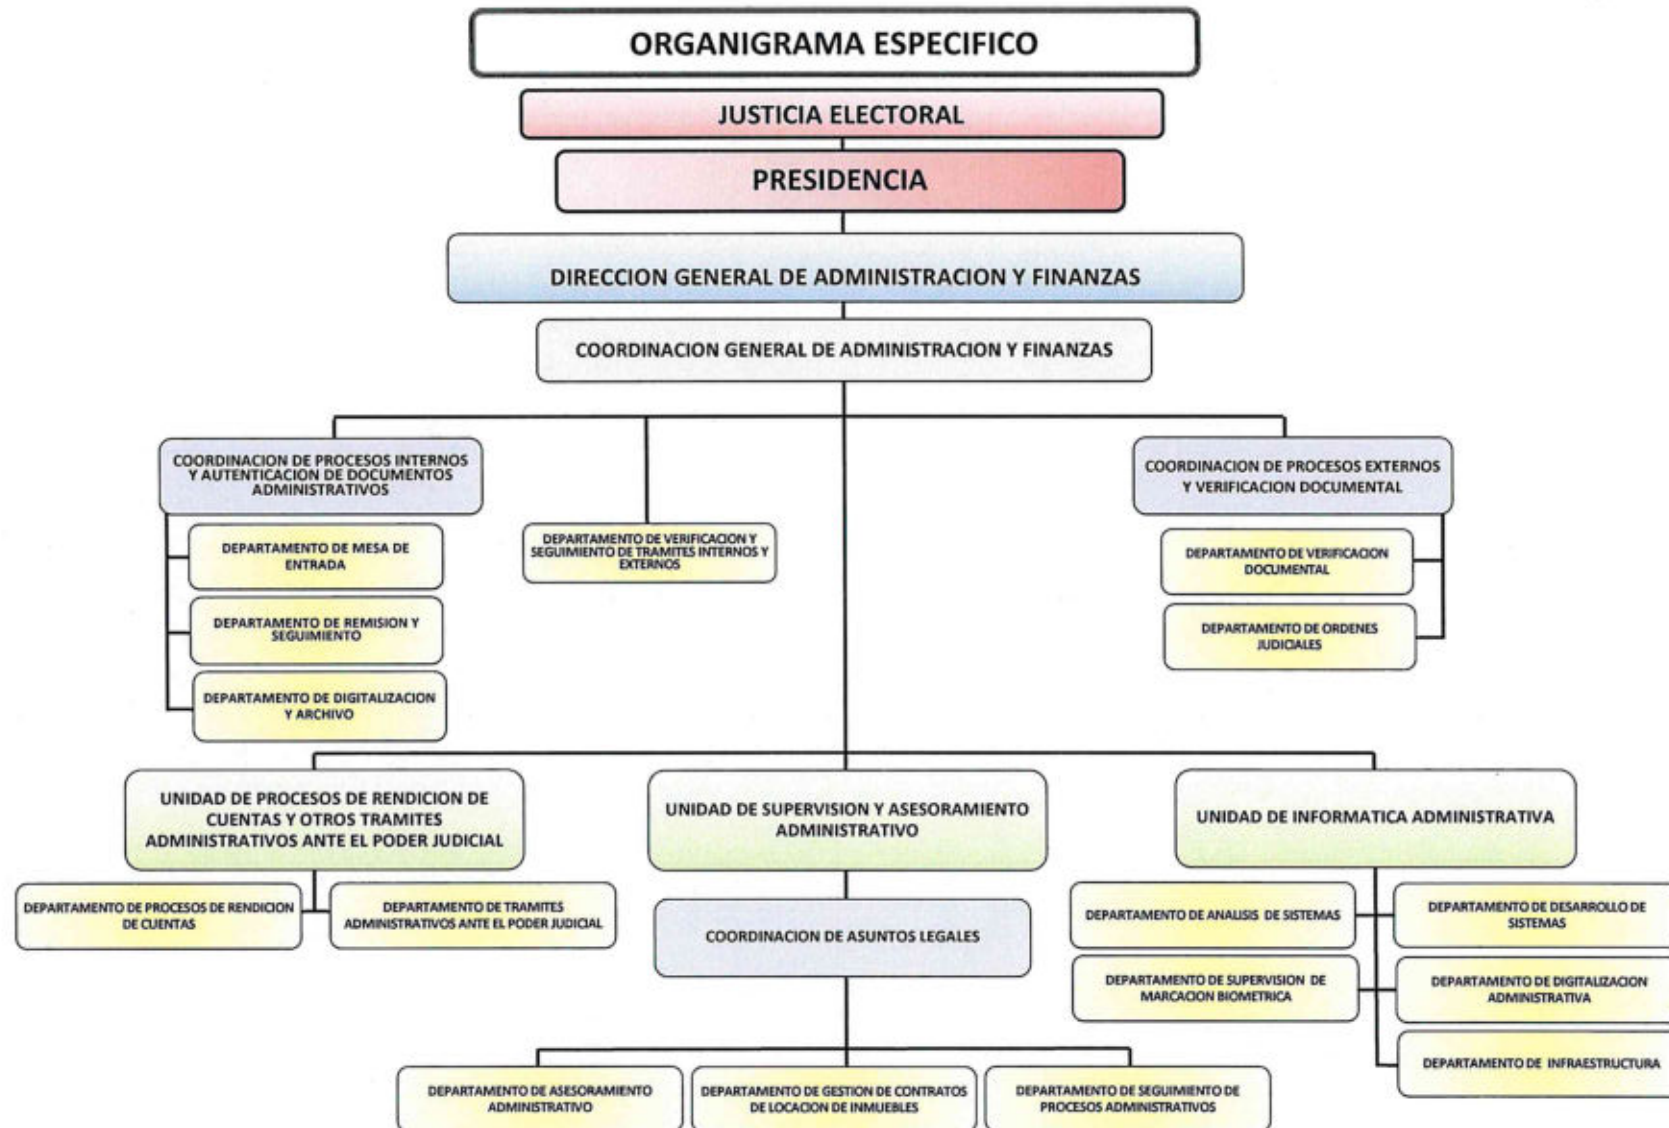 ORGANIGRAMA ESPECIFICO
JUSTICIA ELECTORAL
PRESIDENCIA
DIRECCION GENERAL DE ADMINISTRACION Y FINANZAS
COORDINACION GENERAL DE ADMINISTRACION Y FINANZAS
COORDINACION DE PROCESOS INTERNOS
Y AUTENTICACION DE DOCUMENTOS
ADMINISTRATIVOS
DEPARTAMENTO DE MESA DE
ENTRADA
DEPARTAMENTO DE REMISION Y
SEGUIMIENTO
DEPARTAMENTO DE DIGITALIZACION
Y ARCHIVO
DEPARTAMENTO DE VERIFICACION Y
SEGUIMIENTO DE TRAMITES INTERNOS Y
EXTERNOS
COORDINACION DE PROCESOS EXTERNOS
Y VERIFICACION DOCUMENTAL
DEPARTAMENTO DE VERIFICACION
DOCUMENTAL
DEPARTAMENTO DE ORDENES
JUDICIALES
UNIDAD DE PROCESOS DE RENDICION DE
CUENTAS Y OTROS TRAMITES
ADMINISTRATIVOS ANTE EL PODER JUDICIAL
DEPARTAMENTO DE PROCESOS DE RENDICION
DE CUENTAS
DEPARTAMENTO DE TRAMITES
ADMINISTRATIVOS ANTE EL PODER JUDICIAL
UNIDAD DE SUPERVISION Y ASESORAMIENTO
ADMINISTRATIVO
COORDINACION DE ASUNTOS LEGALES
DEPARTAMENTO DE ASESORAMIENTO
ADMINISTRATIVO
DEPARTAMENTO DE GESTION DE CONTRATOS
DE LOCACION DE INMUEBLES
DEPARTAMENTO DE SEGUIMIENTO DE
PROCESOS ADMINISTRATIVOS
UNIDAD DE INFORMATICA ADMINISTRATIVA
DEPARTAMENTO DE ANALISIS DE SISTEMAS
DEPARTAMENTO DE DESARROLLO DE
SISTEMAS
DEPARTAMENTO DE SUPERVISION DE
MARCACION BIOMETRICA
DEPARTAMENTO DE DIGITALIZACION
ADMINISTRATIVA
DEPARTAMENTO DE INFRAESTRUCTURA